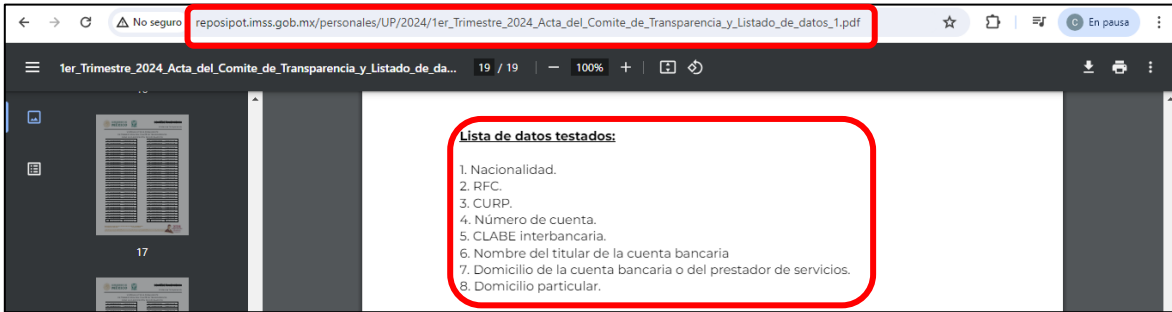 No seguro
reposipot.imss.gob.mx/personales/UP/2024/1er_Trimestre_2024_Acta_del_Comite_de_Transparencia_y_Listado_de_datos_1.pdf
C
En pausa
1er_Trimestre_2024_Acta_del_Comite_de_Transparencia_y_Listado_de_da...
19 / 19
100%
17
Lista de datos testados:
1. Nacionalidad.
2. RFC.
3. CURP.
4. Número de cuenta.
5. CLABE interbancaria.
6. Nombre del titular de la cuenta bancaria
7. Domicilio de la cuenta bancaria o del prestador de servicios.
8. Domicilio particular.